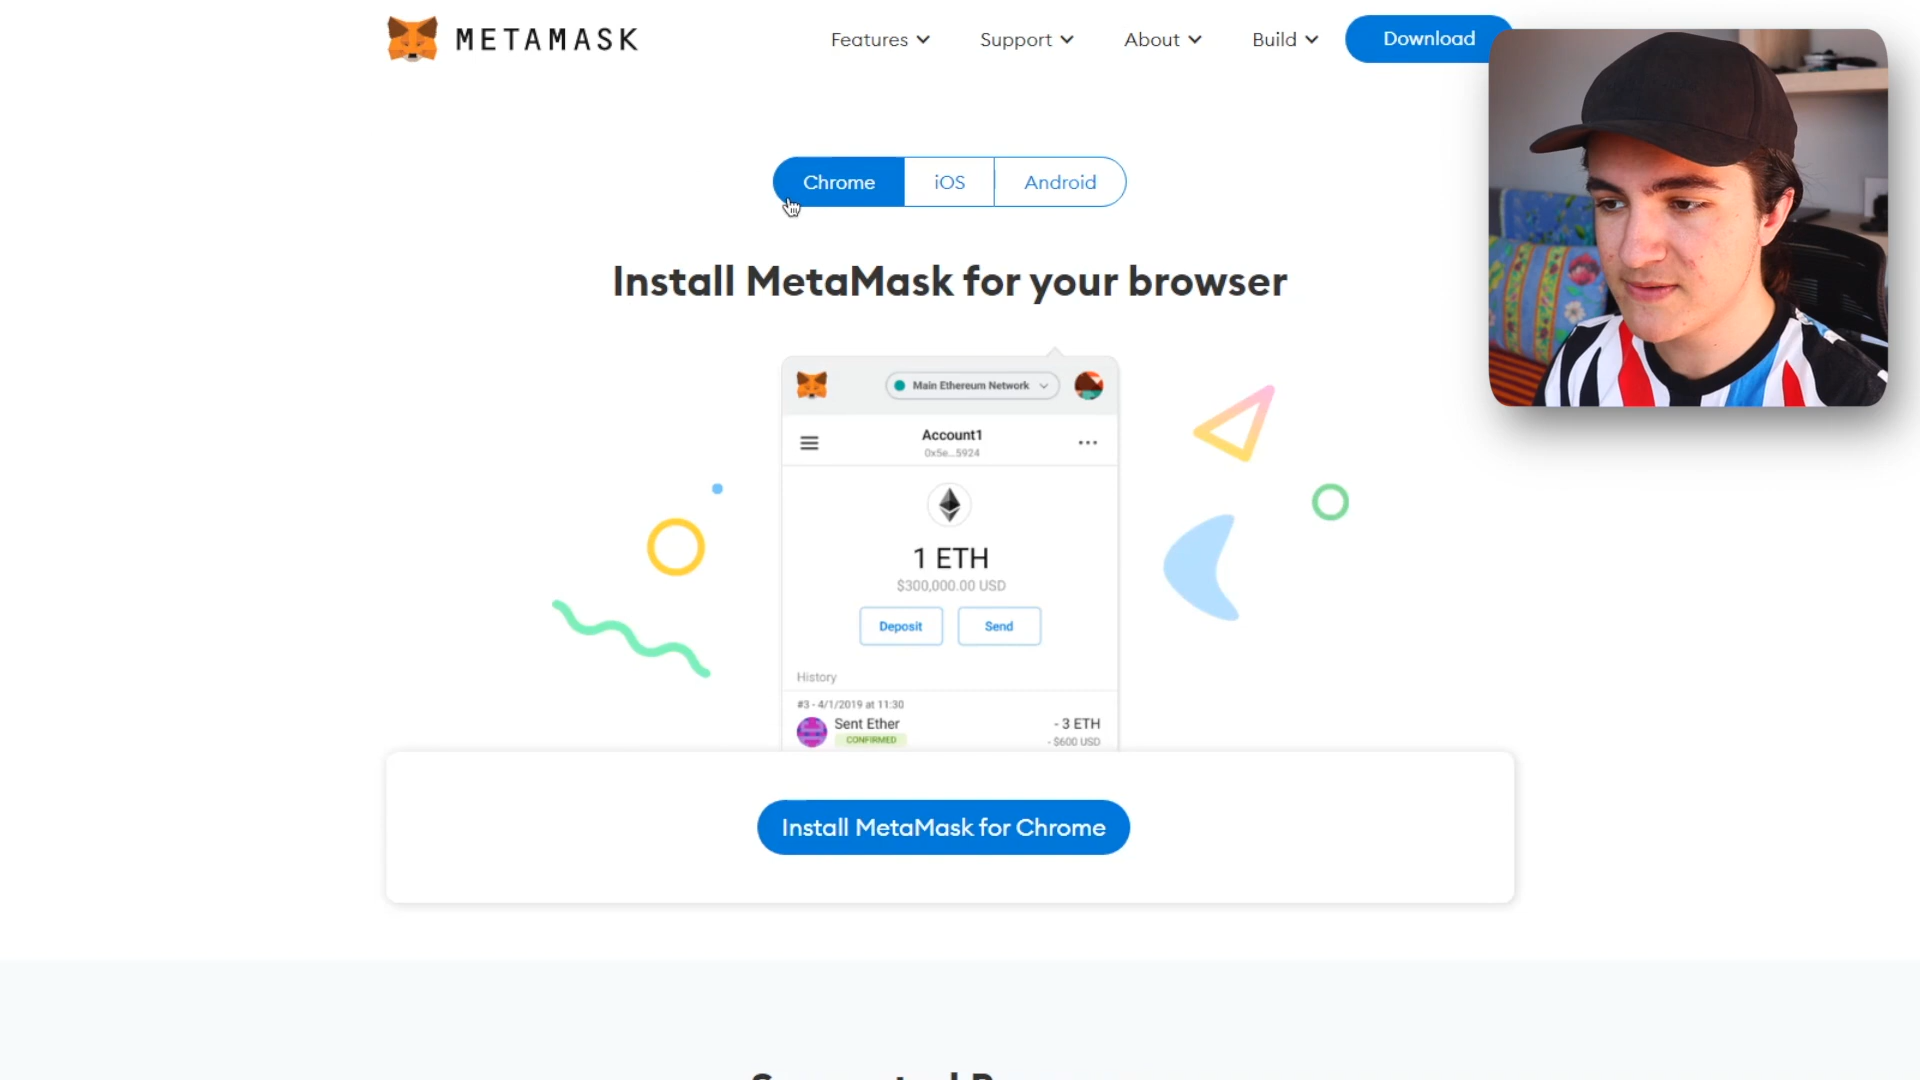 METAMASK
Features
Support
About
Build
Download
Chrome
iOS
Android
Install MetaMask for your browser
Main Ethereum Network
Account1
0x5e...5924
1 ETH
$300,000.00 USD
Deposit
Send
History
#3 - 4/1/2019 at 11:30
Sent Ether
- 3 ETH
CONFIRMED
- $600 USD
Install MetaMask for Chrome